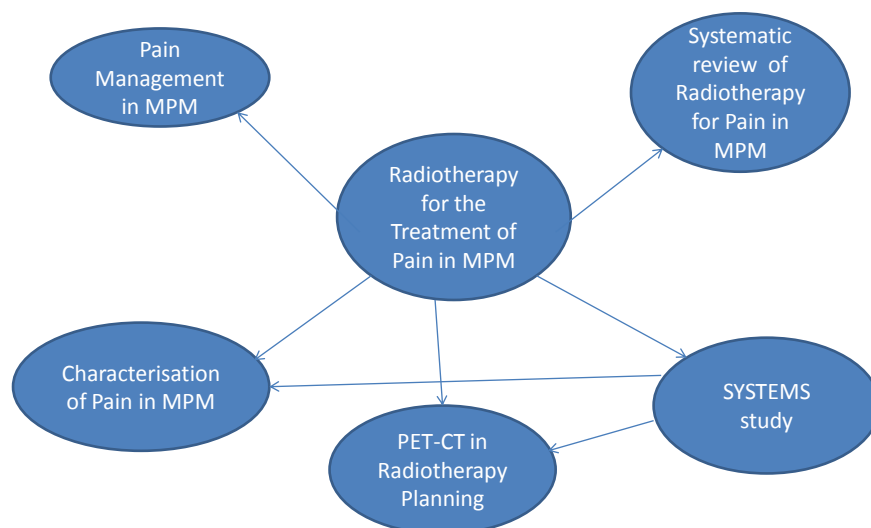 Pain
Management
in MPM
Systematic
review of
Radiotherapy
for Pain in
MPM
Radiotherapy
for the
Treatment of
Pain in MPM
Characterisation
of Pain in MPM
SYSTEMS
study
PET-CT in
Radiotherapy
Planning